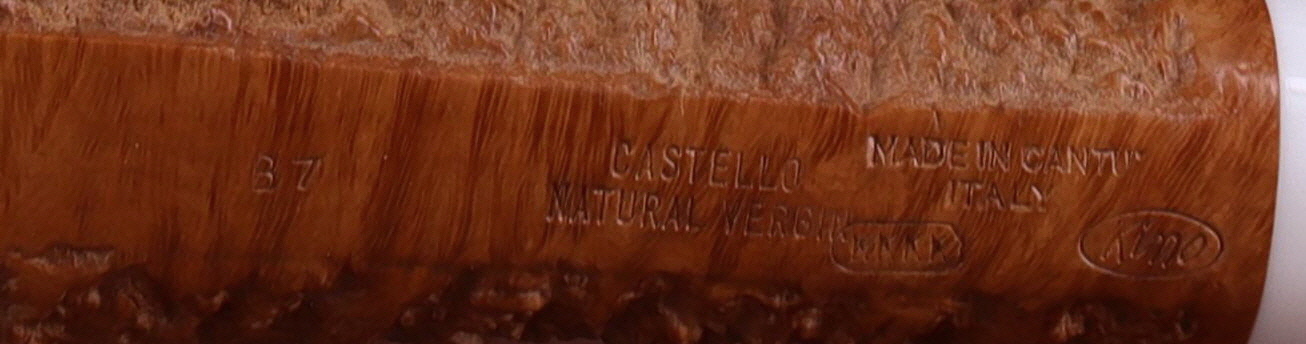 87
CASTELLO
NATURAL VERGIN
KKKK
MADE IN CANTU'
ITALY
Kino